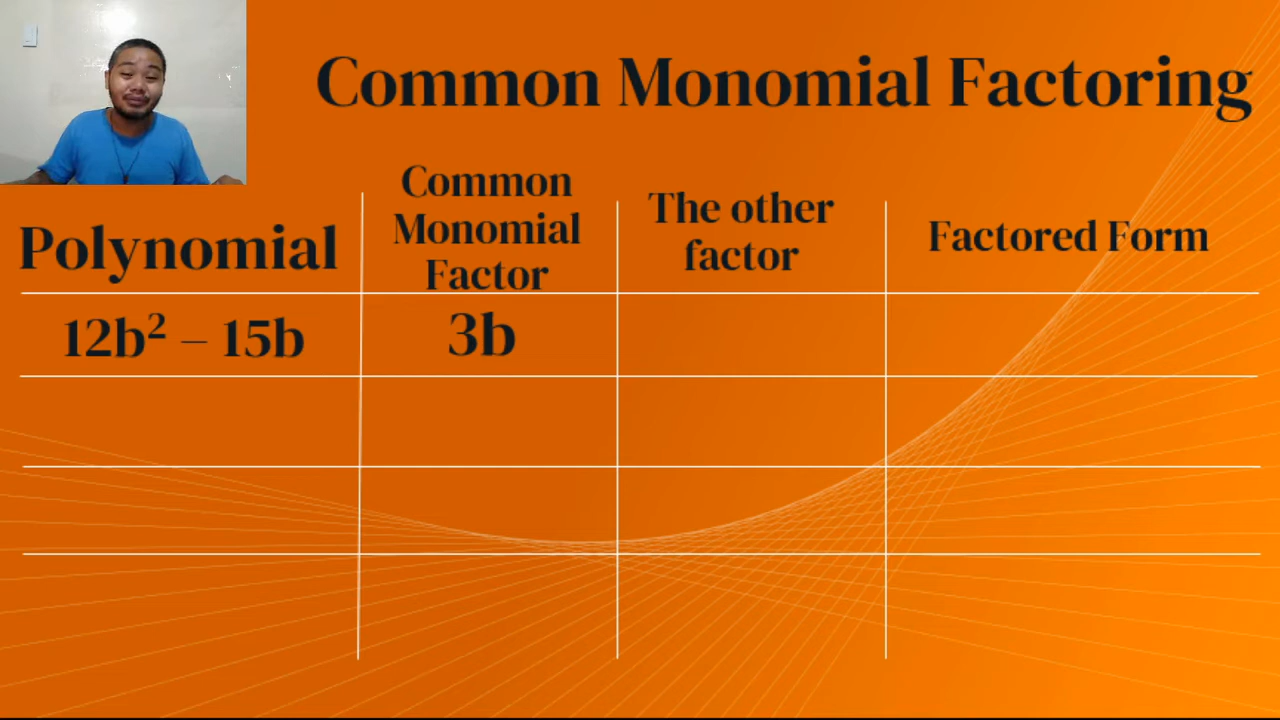 Common Monomial Factoring
Polynomial
Common
Monomial
Factor
The other
factor
Factored Form
12b² – 15b
3b